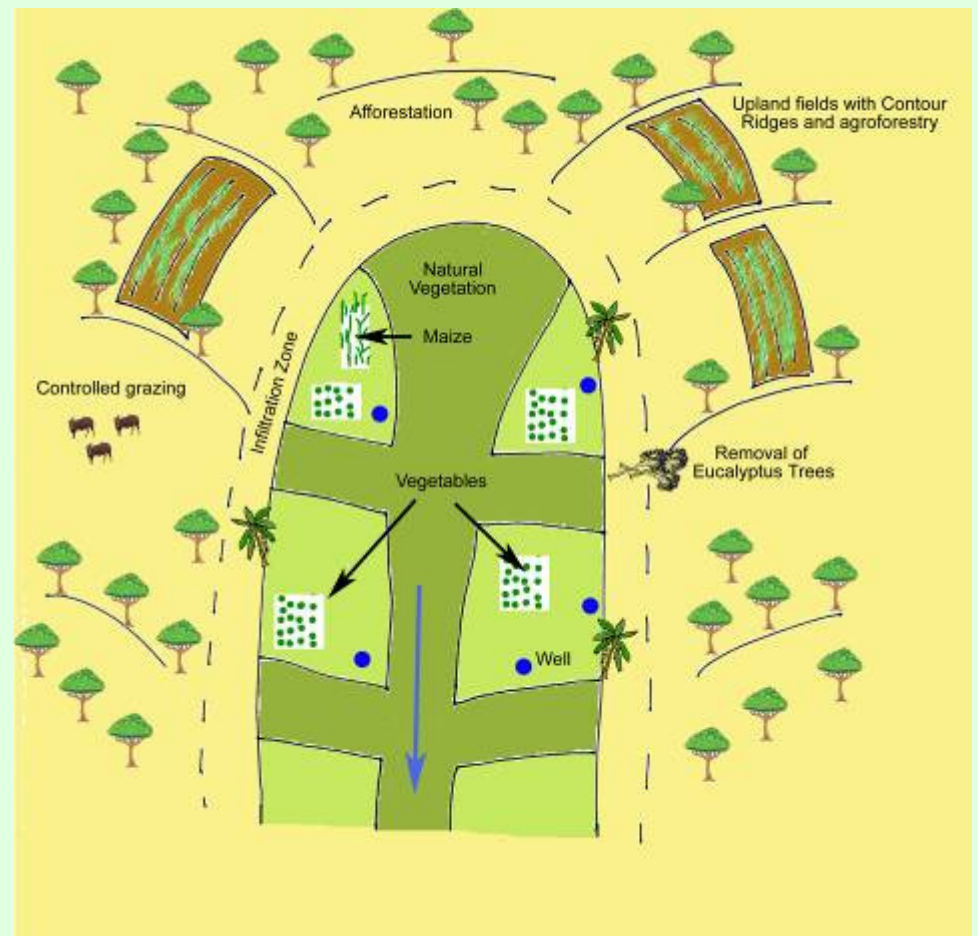 Afforestation
Upland fields with Contour
Ridges and agroforestry
Natural
Vegetation
Maize
Controlled grazing
Infiltration Zone
Vegetables
Removal of
Eucalyptus Trees
Well